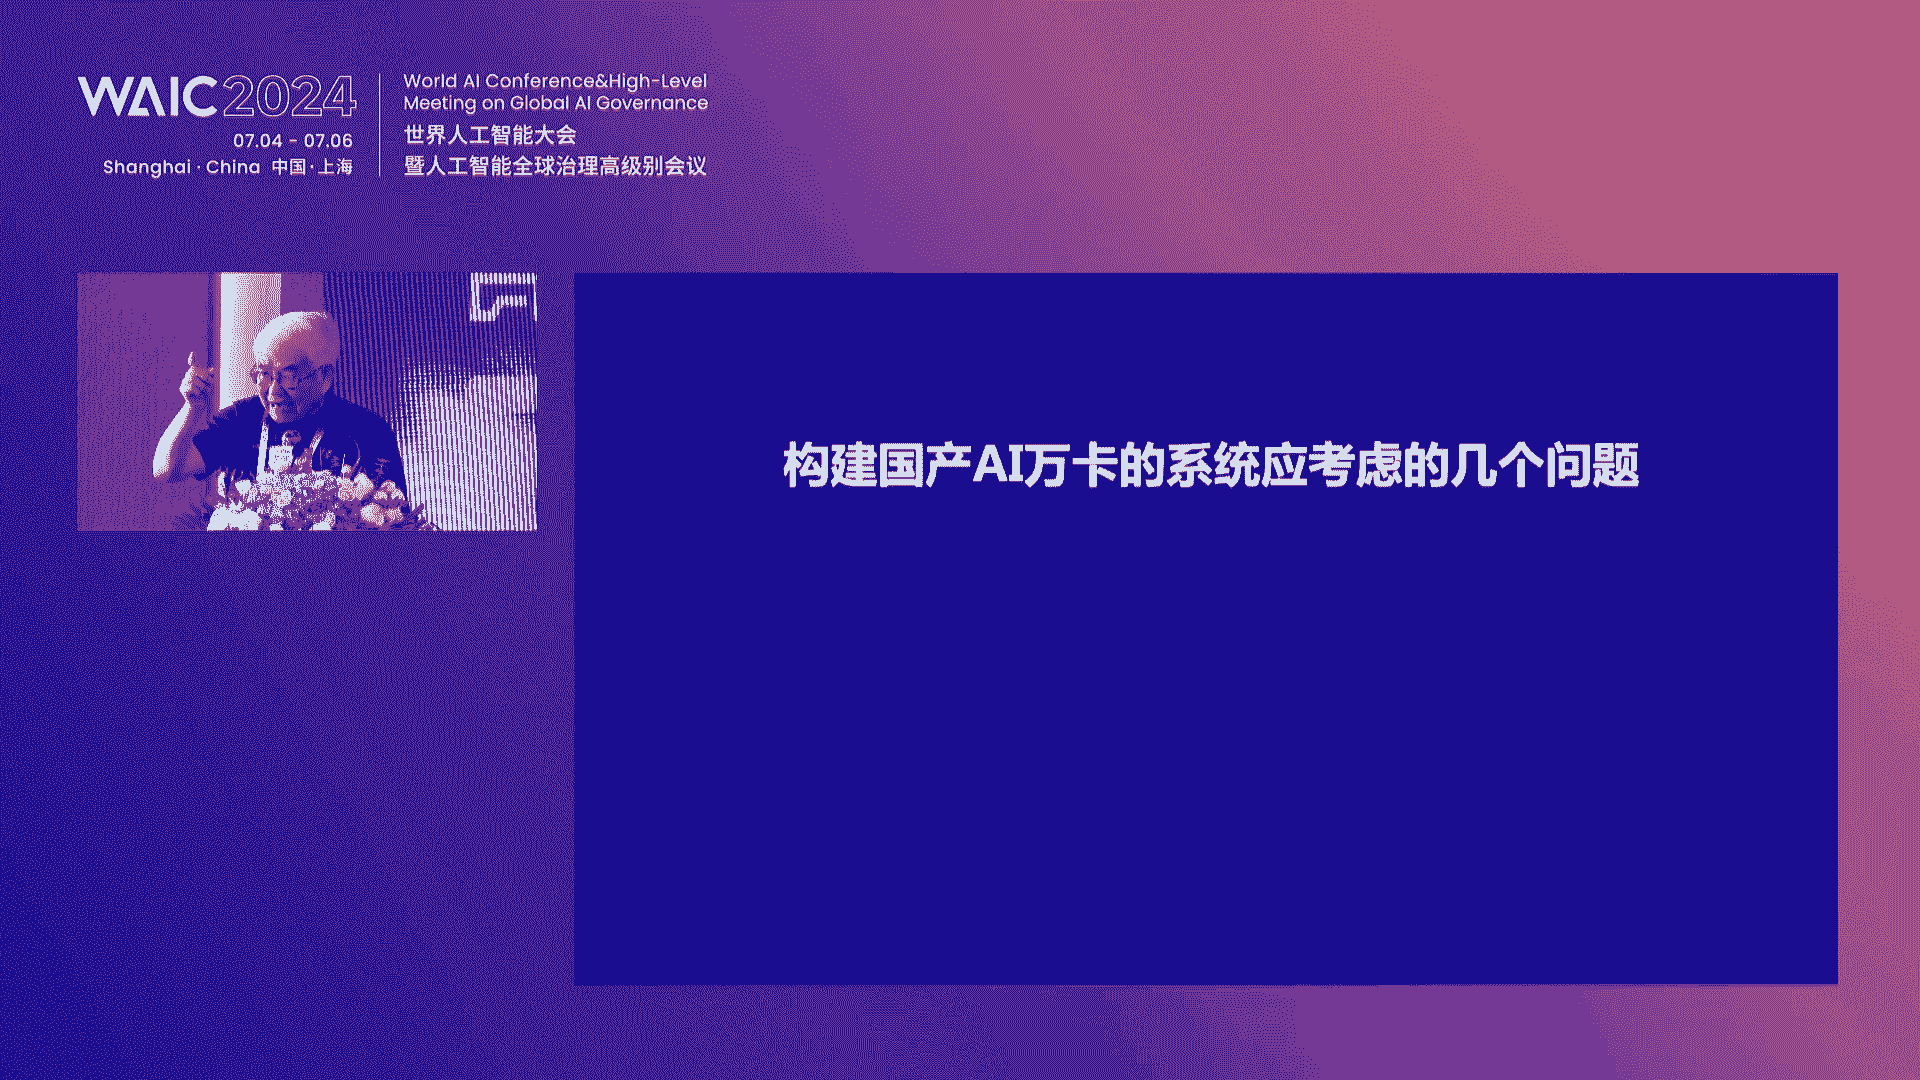 WAIC 2024
07.04 - 07.06
Shanghai · China 中国·上海
World AI Conference&High-Level
Meeting on Global AI Governance
世界人工智能大会
暨人工智能全球治理高级别会议
构建国产AI万卡的系统应考虑的几个问题